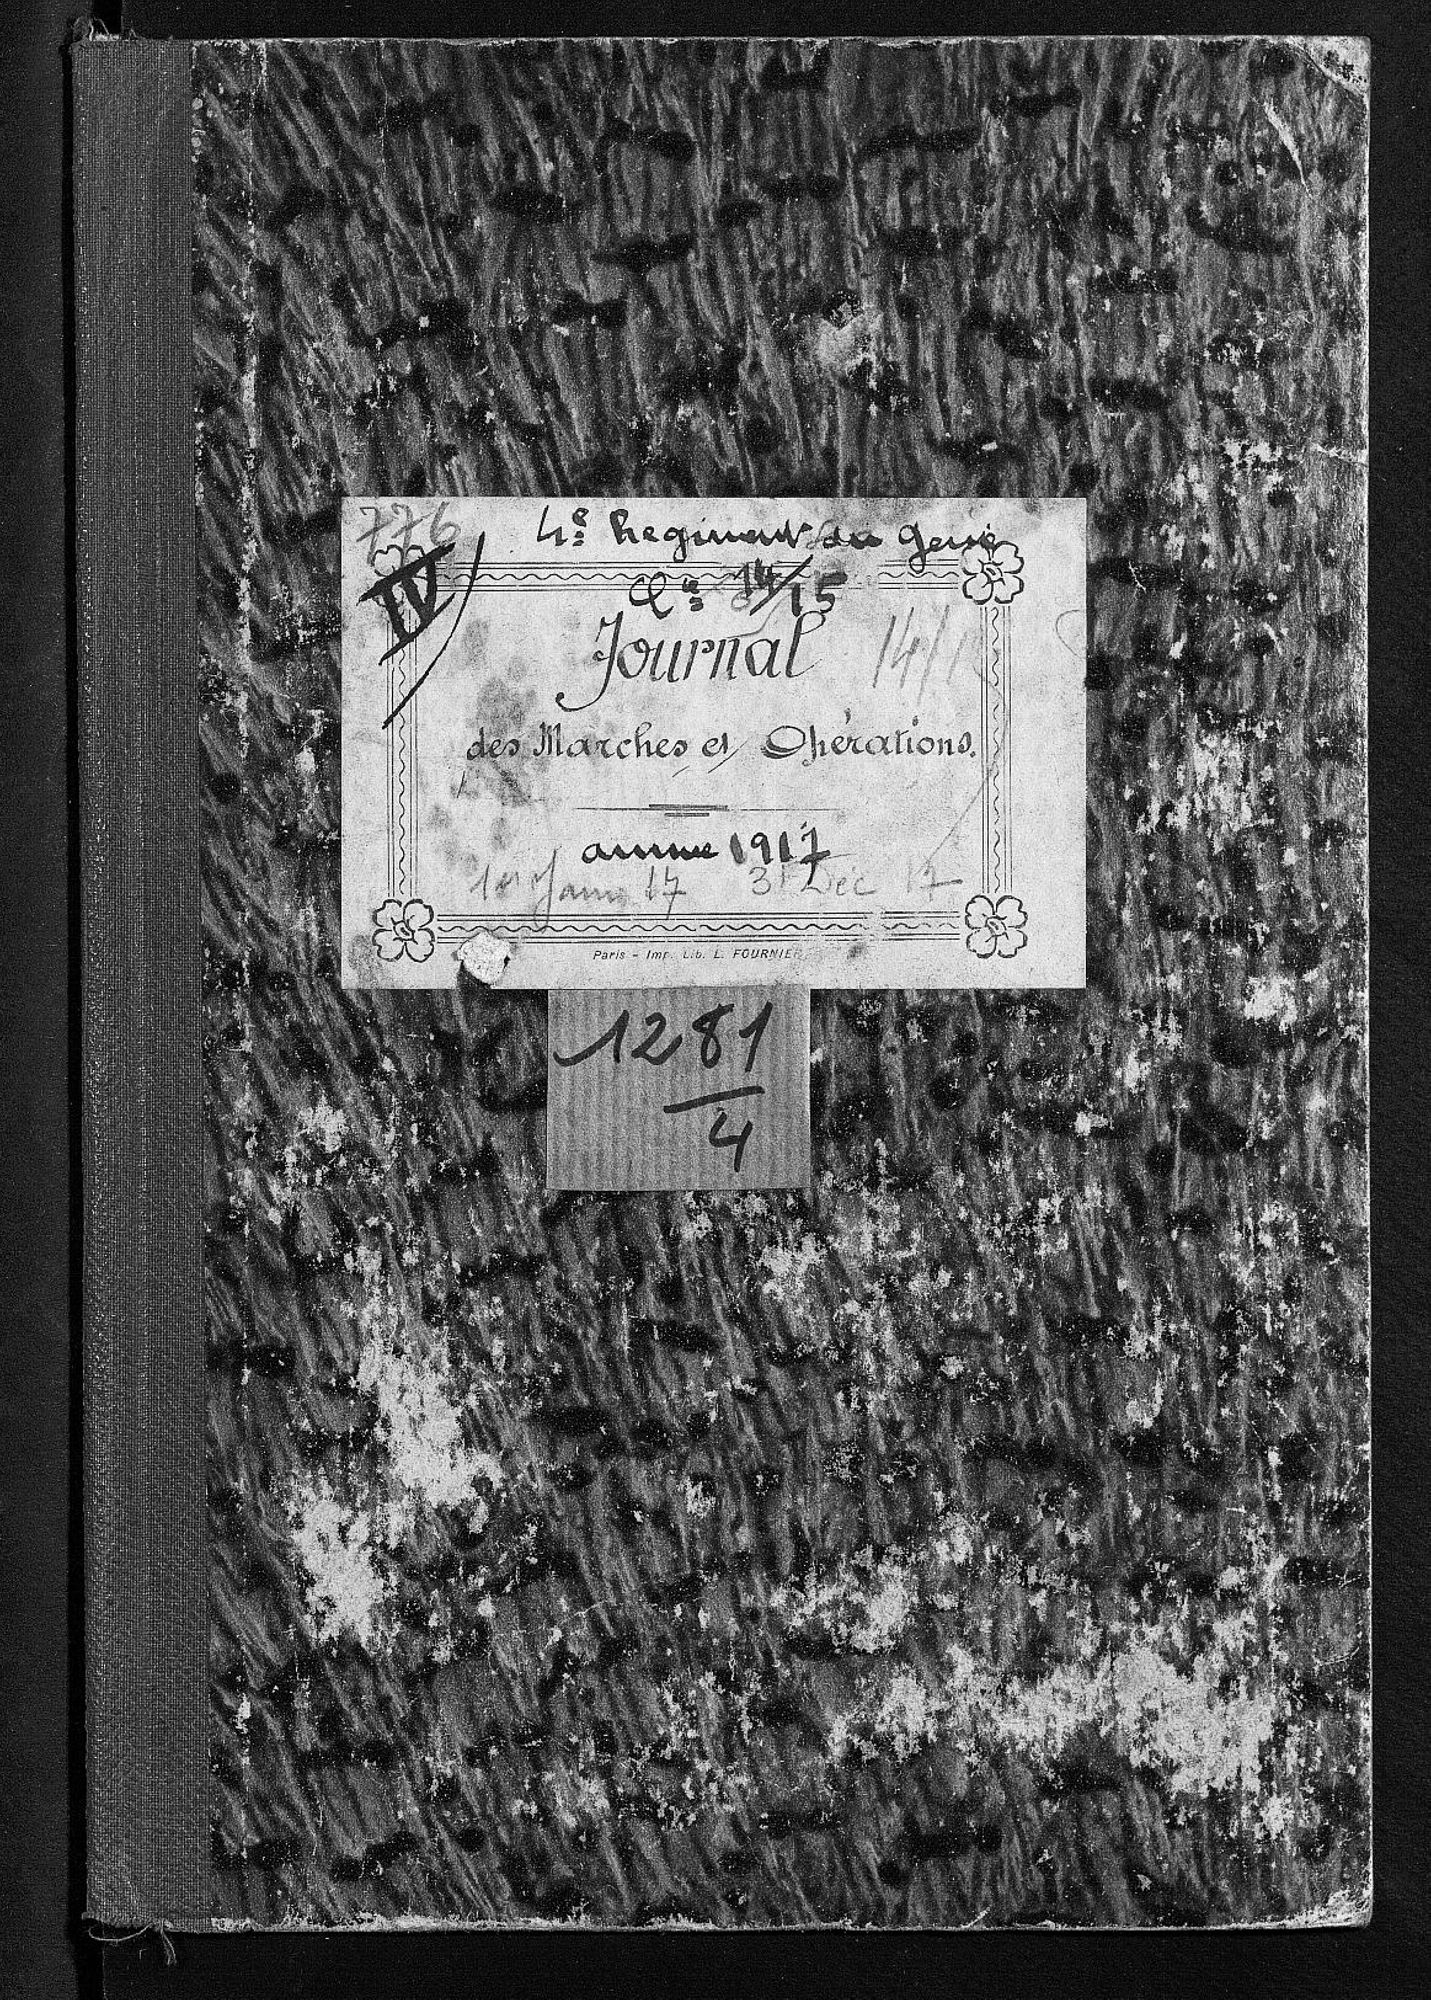 776
4e Regiment du Genie
IV
Cie 14/15
Journal
14/1
des Marches et Opérations.
année 1917
1er Janv 17 31 Déc 17
Paris - Imp. Lib. L. FOURNIER
1281
4